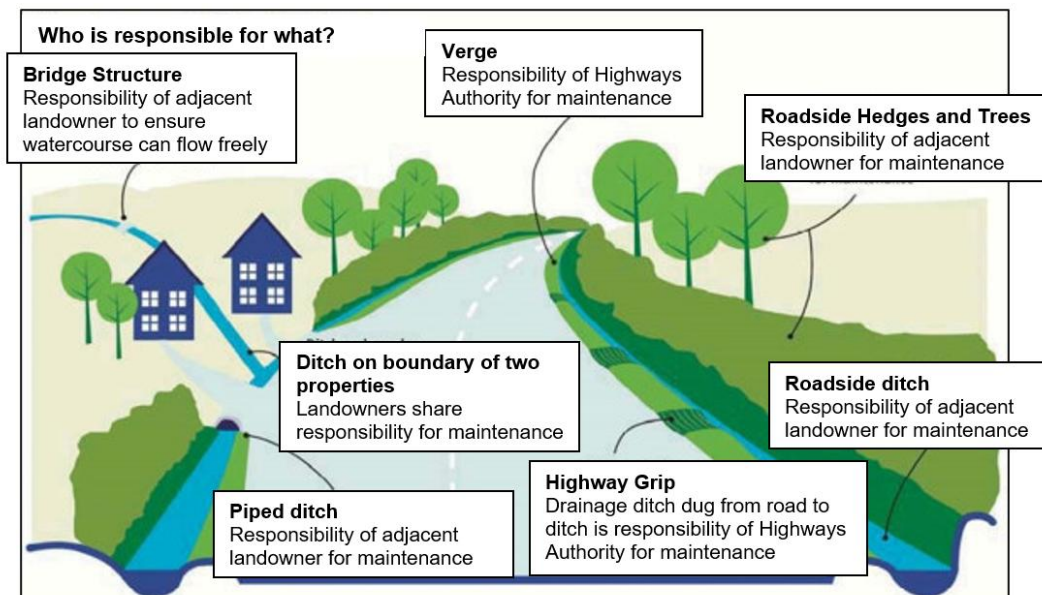 Who is responsible for what?
Bridge Structure
Responsibility of adjacent
landowner to ensure
watercourse can flow freely
Verge
Responsibility of Highways
Authority for maintenance
Roadside Hedges and Trees
Responsibility of adjacent
landowner for maintenance
Ditch on boundary of two
properties
Landowners share
responsibility for maintenance
Roadside ditch
Responsibility of adjacent
landowner for maintenance
Piped ditch
Responsibility of adjacent
landowner for maintenance
Highway Grip
Drainage ditch dug from road to
ditch is responsibility of Highways
Authority for maintenance